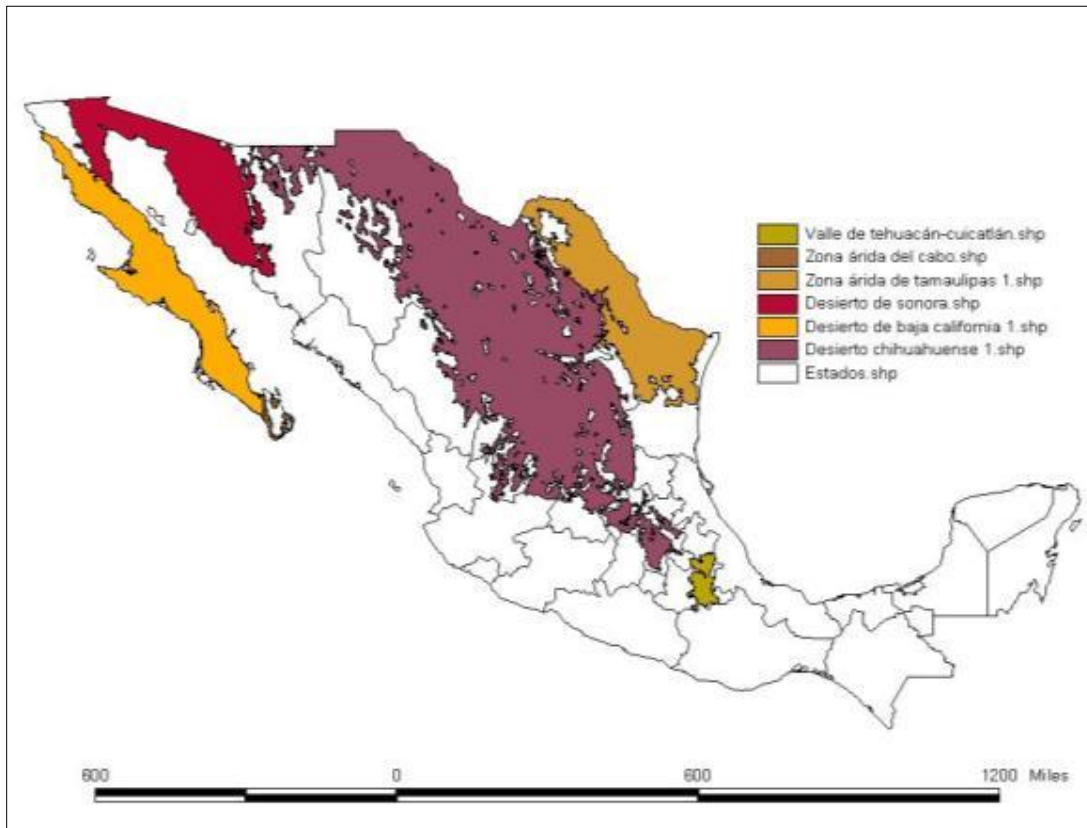 Valle de tehuacán-cuicatlán.shp
Zona árida del cabo.shp
Zona árida de tamaulipas 1.shp
Desierto de sonora.shp
Desierto de baja california 1.shp
Desierto chihuahuense 1.shp
Estados.shp
600 0 600 1200 Miles